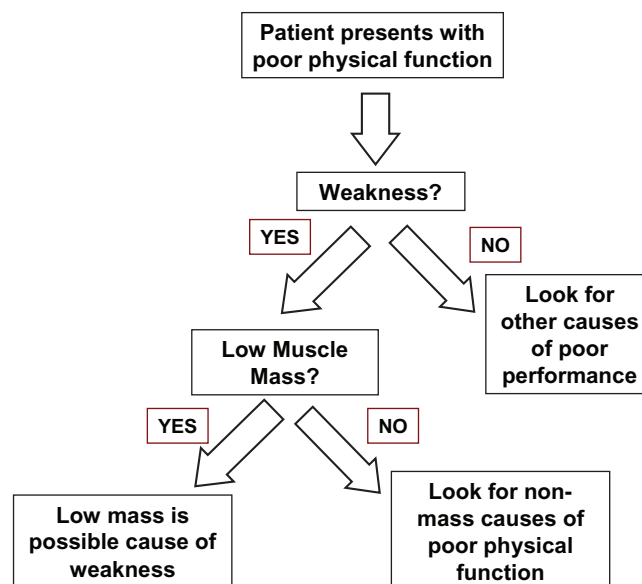 Patient presents with
poor physical function
Weakness?
YES
NO
Look for
other causes
of poor
performance
Low Muscle
Mass?
YES
NO
Low mass is
possible cause of
weakness
Look for non-
mass causes of
poor physical
function